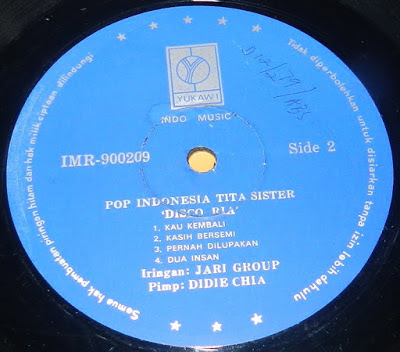 Semua hak pembuatan piringan hitam dan hak milik ciptaan dilindungi
Tidak diperbolehkan untuk disiarkan tanpa izin lebih dahulu
YUKAWI
INDO MUSIC
IMR-900209
Side 2
POP INDONESIA TITA SISTER
'DISCO RIA'
1. KAU KEMBALI
2. KASIH BERSEMI
3. PERNAH DILUPAKAN
4. DUA INSAN
Iringan: JARI GROUP
Pimp: DIDIE CHIA